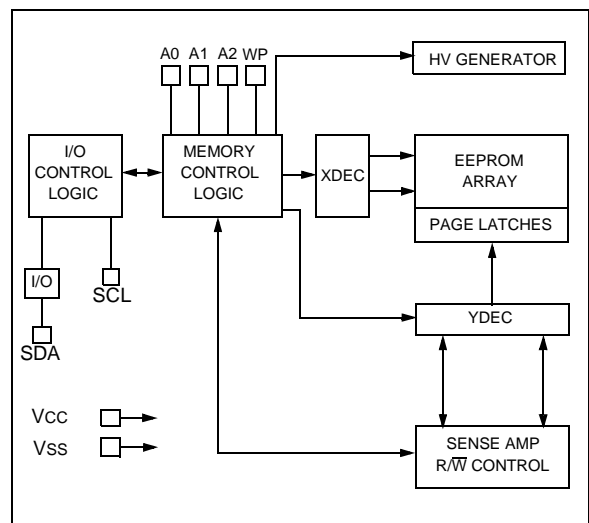 A0 A1 A2 WP
HV GENERATOR
I/O
CONTROL
LOGIC
MEMORY
CONTROL
LOGIC
XDEC
EEPROM
ARRAY
PAGE LATCHES
I/O
SCL
SDA
YDEC
VCC
VSS
SENSE AMP
R/W̅ CONTROL